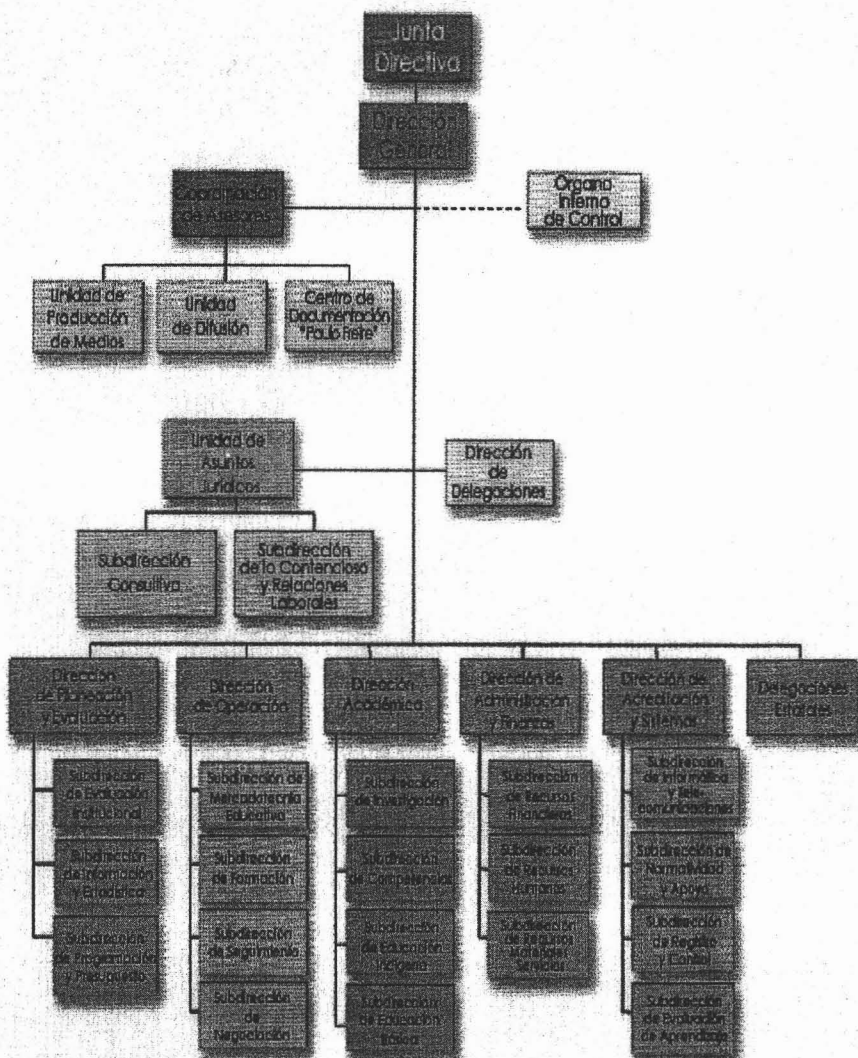 Junta
Directiva
Dirección
General
Coordinación
de Asesores
Organo
Interno
de Control
Unidad de
Producción
de Medios
Unidad
de Difusión
Centro de
Documentación
"Paulo Freire"
Unidad de
Asuntos
Jurídicos
Dirección
de
Delegaciones
Subdirección
Consultiva
Subdirección
de lo Contencioso
y Relaciones
Laborales
Dirección
de Planeación
y Evaluación
Dirección
de Operación
Dirección
Académica
Dirección de
Administración
y Finanzas
Dirección de
Acreditación
y Sistemas
Delegaciones
Estatales
Subdirección
de Evaluación
Institucional
Subdirección
de Información
y Estadística
Subdirección
de Programación
y Presupuesto
Subdirección de
Mercadotecnia
Educativa
Subdirección
de Formación
Subdirección
de Seguimiento
Subdirección
de
Negociación
Subdirección
de Investigación
Subdirección
de Competencias
Subdirección
de Educación
Indígena
Subdirección
de Educación
Básica
Subdirección
de Recursos
Financieros
Subdirección
de Recursos
Humanos
Subdirección
de Recursos
Materiales
Servicios
Subdirección
de Informática
y Tele-
comunicaciones
Subdirección de
Normatividad
y Apoyo
Subdirección
de Registro
y Control
Subdirección
de Evaluación
de Aprendizaje